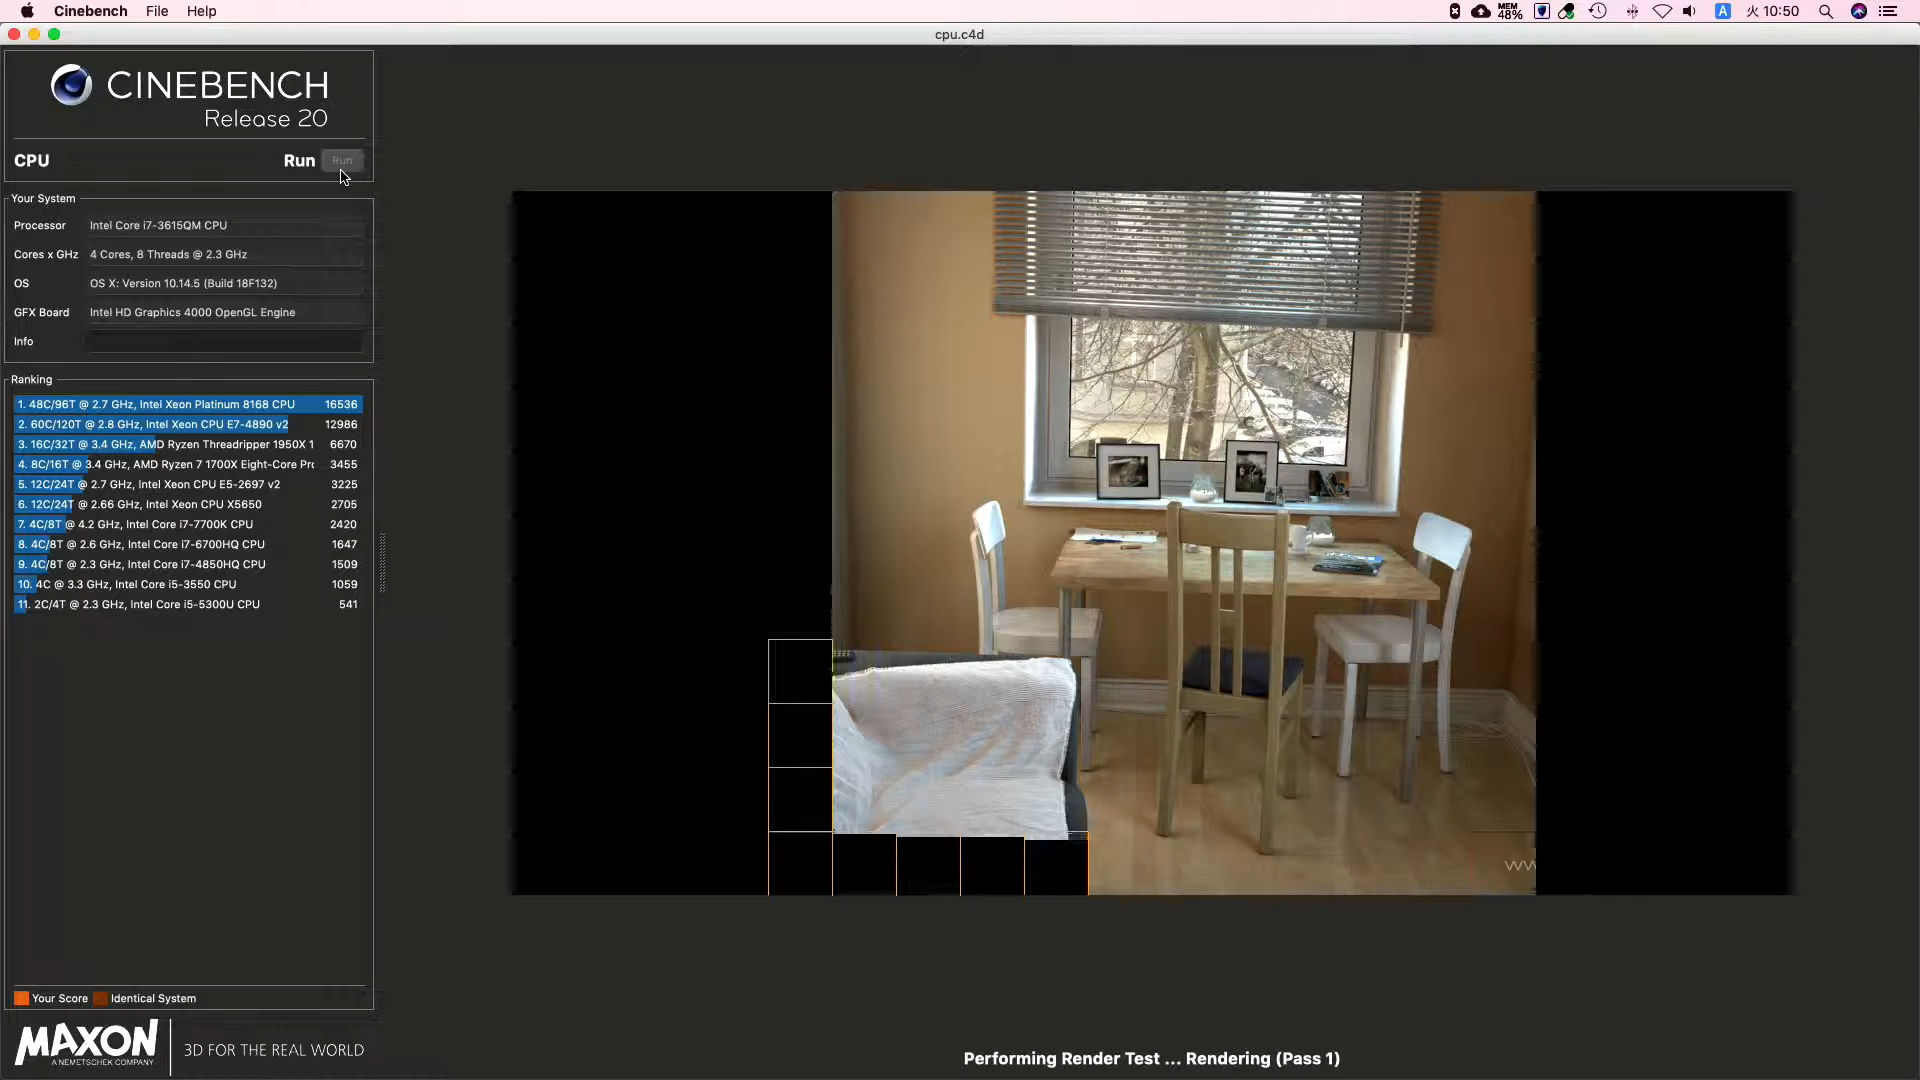 Cinebench File Help
MEM
48%
A 火 10:50
cpu.c4d
CINEBENCH
Release 20
CPU Run Run
Your System
Processor Intel Core i7-3615QM CPU
Cores x GHz 4 Cores, 8 Threads @ 2.3 GHz
OS OS X: Version 10.14.5 (Build 18F132)
GFX Board Intel HD Graphics 4000 OpenGL Engine
Info
Ranking
1. 48C/96T @ 2.7 GHz, Intel Xeon Platinum 8168 CPU 16536
2. 60C/120T @ 2.8 GHz, Intel Xeon CPU E7-4890 v2 12986
3. 16C/32T @ 3.4 GHz, AMD Ryzen Threadripper 1950X 1 6670
4. 8C/16T @ 3.4 GHz, AMD Ryzen 7 1700X Eight-Core Pro 3455
5. 12C/24T @ 2.7 GHz, Intel Xeon CPU E5-2697 v2 3225
6. 12C/24T @ 2.66 GHz, Intel Xeon CPU X5650 2705
7. 4C/8T @ 4.2 GHz, Intel Core i7-7700K CPU 2420
8. 4C/8T @ 2.6 GHz, Intel Core i7-6700HQ CPU 1647
9. 4C/8T @ 2.3 GHz, Intel Core i7-4850HQ CPU 1509
10. 4C @ 3.3 GHz, Intel Core i5-3550 CPU 1059
11. 2C/4T @ 2.3 GHz, Intel Core i5-5300U CPU 541
Your Score Identical System
MAXON
A NEMETSCHEK COMPANY
3D FOR THE REAL WORLD
Performing Render Test ... Rendering (Pass 1)